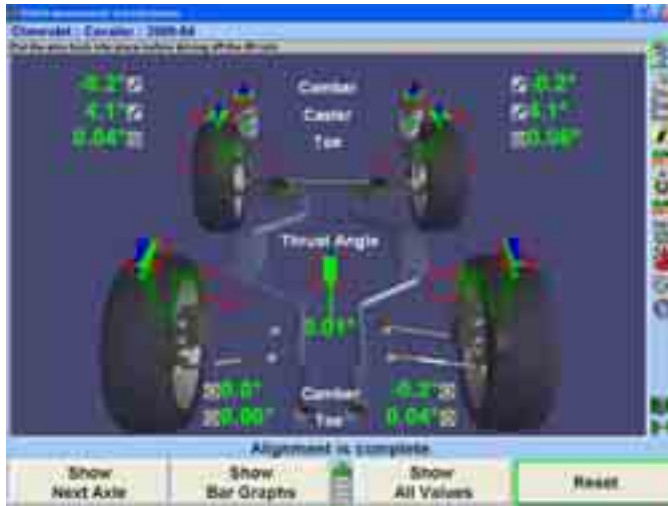 Chevrolet : Cavalier : 2000-04
-0.2° Camber -0.2°
4.1° Caster 4.1°
0.04° Toe 0.06°
Thrust Angle
0.01°
0.0° Camber -0.2°
0.00° Toe 0.04°
Alignment is complete
Show Next Axle
Show Bar Graphs
Show All Values
Reset